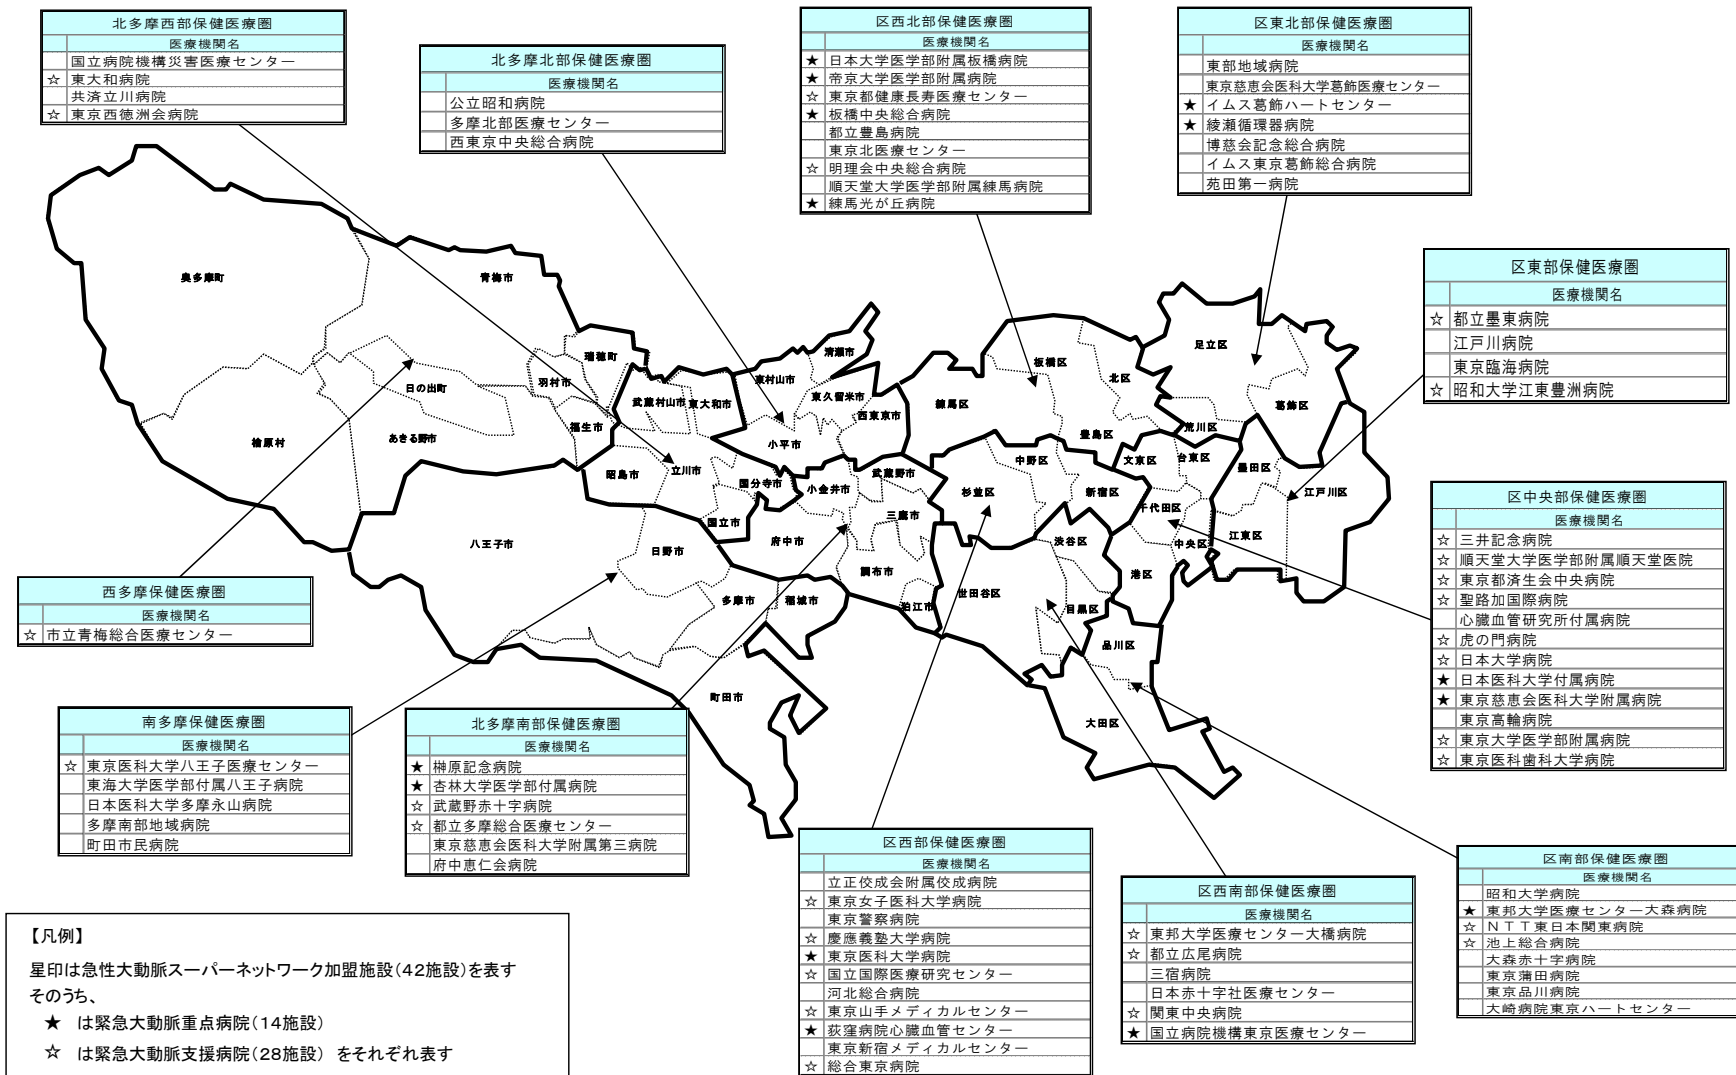 北多摩西部保健医療圏
医療機関名
国立病院機構災害医療センター
☆ 東大和病院
共済立川病院
☆ 東京西徳洲会病院
北多摩北部保健医療圏
医療機関名
公立昭和病院
多摩北部医療センター
西東京中央総合病院
区西北部保健医療圏
医療機関名
★ 日本大学医学部附属板橋病院
★ 帝京大学医学部附属病院
☆ 東京都健康長寿医療センター
★ 板橋中央総合病院
都立豊島病院
東京北医療センター
☆ 明理会中央総合病院
順天堂大学医学部附属練馬病院
★ 練馬光が丘病院
区東北部保健医療圏
医療機関名
東部地域病院
東京慈恵会医科大学葛飾医療センター
★ イムス葛飾ハートセンター
★ 綾瀬循環器病院
博慈会記念総合病院
イムス東京葛飾総合病院
苑田第一病院
区東部保健医療圏
医療機関名
☆ 都立墨東病院
江戸川病院
東京臨海病院
☆ 昭和大学江東豊洲病院
奥多摩町
青梅市
瑞穂町
羽村市
日の出町
福生市
あきる野市
檜原村
武蔵村山市
東大和市
東村山市
清瀬市
東久留米市
西東京市
小平市
昭島市
立川市
国分寺市
国立市
小金井市
武蔵野市
三鷹市
府中市
調布市
狛江市
八王子市
日野市
多摩市
稲城市
町田市
板橋区
北区
練馬区
豊島区
足立区
葛飾区
荒川区
中野区
杉並区
新宿区
文京区
台東区
墨田区
江戸川区
千代田区
中央区
江東区
渋谷区
港区
世田谷区
目黒区
品川区
大田区
区中央部保健医療圏
医療機関名
☆ 三井記念病院
☆ 順天堂大学医学部附属順天堂医院
☆ 東京都済生会中央病院
☆ 聖路加国際病院
心臓血管研究所付属病院
☆ 虎の門病院
☆ 日本大学病院
★ 日本医科大学付属病院
★ 東京慈恵会医科大学附属病院
東京高輪病院
☆ 東京大学医学部附属病院
☆ 東京医科歯科大学病院
西多摩保健医療圏
医療機関名
☆ 市立青梅総合医療センター
南多摩保健医療圏
医療機関名
☆ 東京医科大学八王子医療センター
東海大学医学部付属八王子病院
日本医科大学多摩永山病院
多摩南部地域病院
町田市民病院
北多摩南部保健医療圏
医療機関名
★ 榊原記念病院
★ 杏林大学医学部付属病院
☆ 武蔵野赤十字病院
☆ 都立多摩総合医療センター
東京慈恵会医科大学附属第三病院
府中恵仁会病院
区西部保健医療圏
医療機関名
立正佼成会附属佼成病院
☆ 東京女子医科大学病院
東京警察病院
☆ 慶應義塾大学病院
★ 東京医科大学病院
☆ 国立国際医療研究センター
河北総合病院
☆ 東京山手メディカルセンター
★ 荻窪病院心臓血管センター
東京新宿メディカルセンター
☆ 総合東京病院
区西南部保健医療圏
医療機関名
☆ 東邦大学医療センター大橋病院
☆ 都立広尾病院
三宿病院
日本赤十字社医療センター
☆ 関東中央病院
★ 国立病院機構東京医療センター
区南部保健医療圏
医療機関名
昭和大学病院
★ 東邦大学医療センター大森病院
☆ NTT東日本関東病院
☆ 池上総合病院
大森赤十字病院
東京蒲田病院
東京品川病院
大崎病院東京ハートセンター
【凡例】
星印は急性大動脈スーパーネットワーク加盟施設(42施設)を表す
そのうち、
★ は緊急大動脈重点病院(14施設)
☆ は緊急大動脈支援病院(28施設) をそれぞれ表す